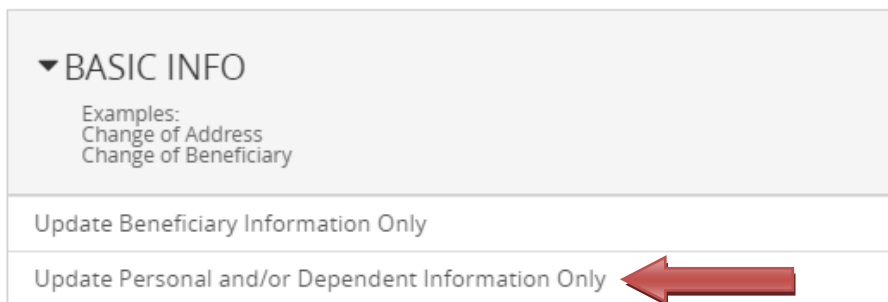 BASIC INFO
Examples:
Change of Address
Change of Beneficiary
Update Beneficiary Information Only
Update Personal and/or Dependent Information Only